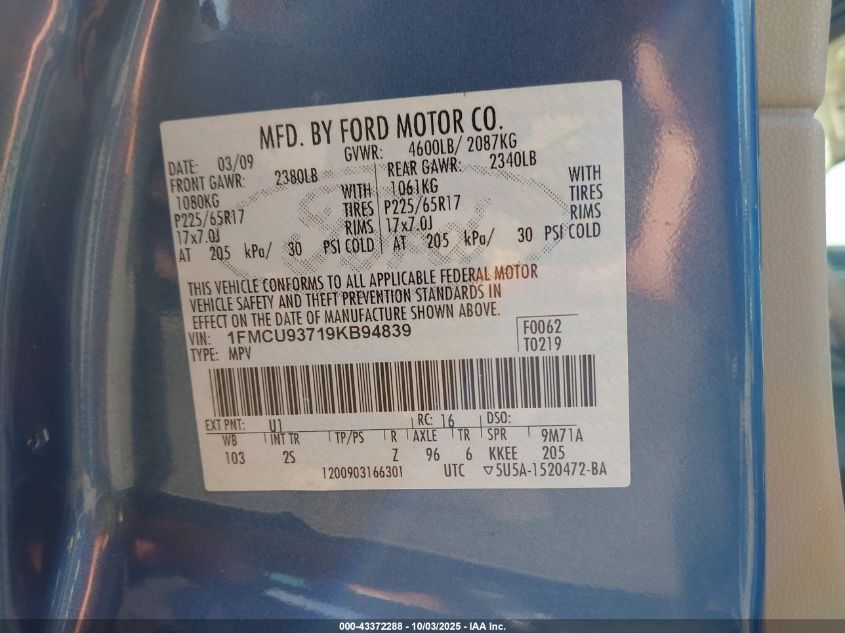 MFD. BY FORD MOTOR CO.
DATE: 03/09 GVWR: 4600LB/ 2087KG
FRONT GAWR: 2380LB REAR GAWR: 2340LB
1080KG WITH 1061KG WITH
P225/65R17 TIRES P225/65R17 TIRES
17x7.0J RIMS 17x7.0J RIMS
AT 205 kPa/ 30 PSI COLD AT 205 kPa/ 30 PSI COLD
Ford
THIS VEHICLE CONFORMS TO ALL APPLICABLE FEDERAL MOTOR
VEHICLE SAFETY AND THEFT PREVENTION STANDARDS IN
EFFECT ON THE DATE OF MANUFACTURE SHOWN ABOVE.
VIN: 1FMCU93719KB94839 F0062
TYPE: MPV T0219
EXT PNT: U1 RC: 16 DSO:
WB INT TR TP/PS R AXLE TR SPR 9M71A
103 2S Z 96 6 KKEE 205
1200903166301 UTC ▽5U5A-1520472-BA
000-43372288 - 10/03/2025 - IAA Inc.